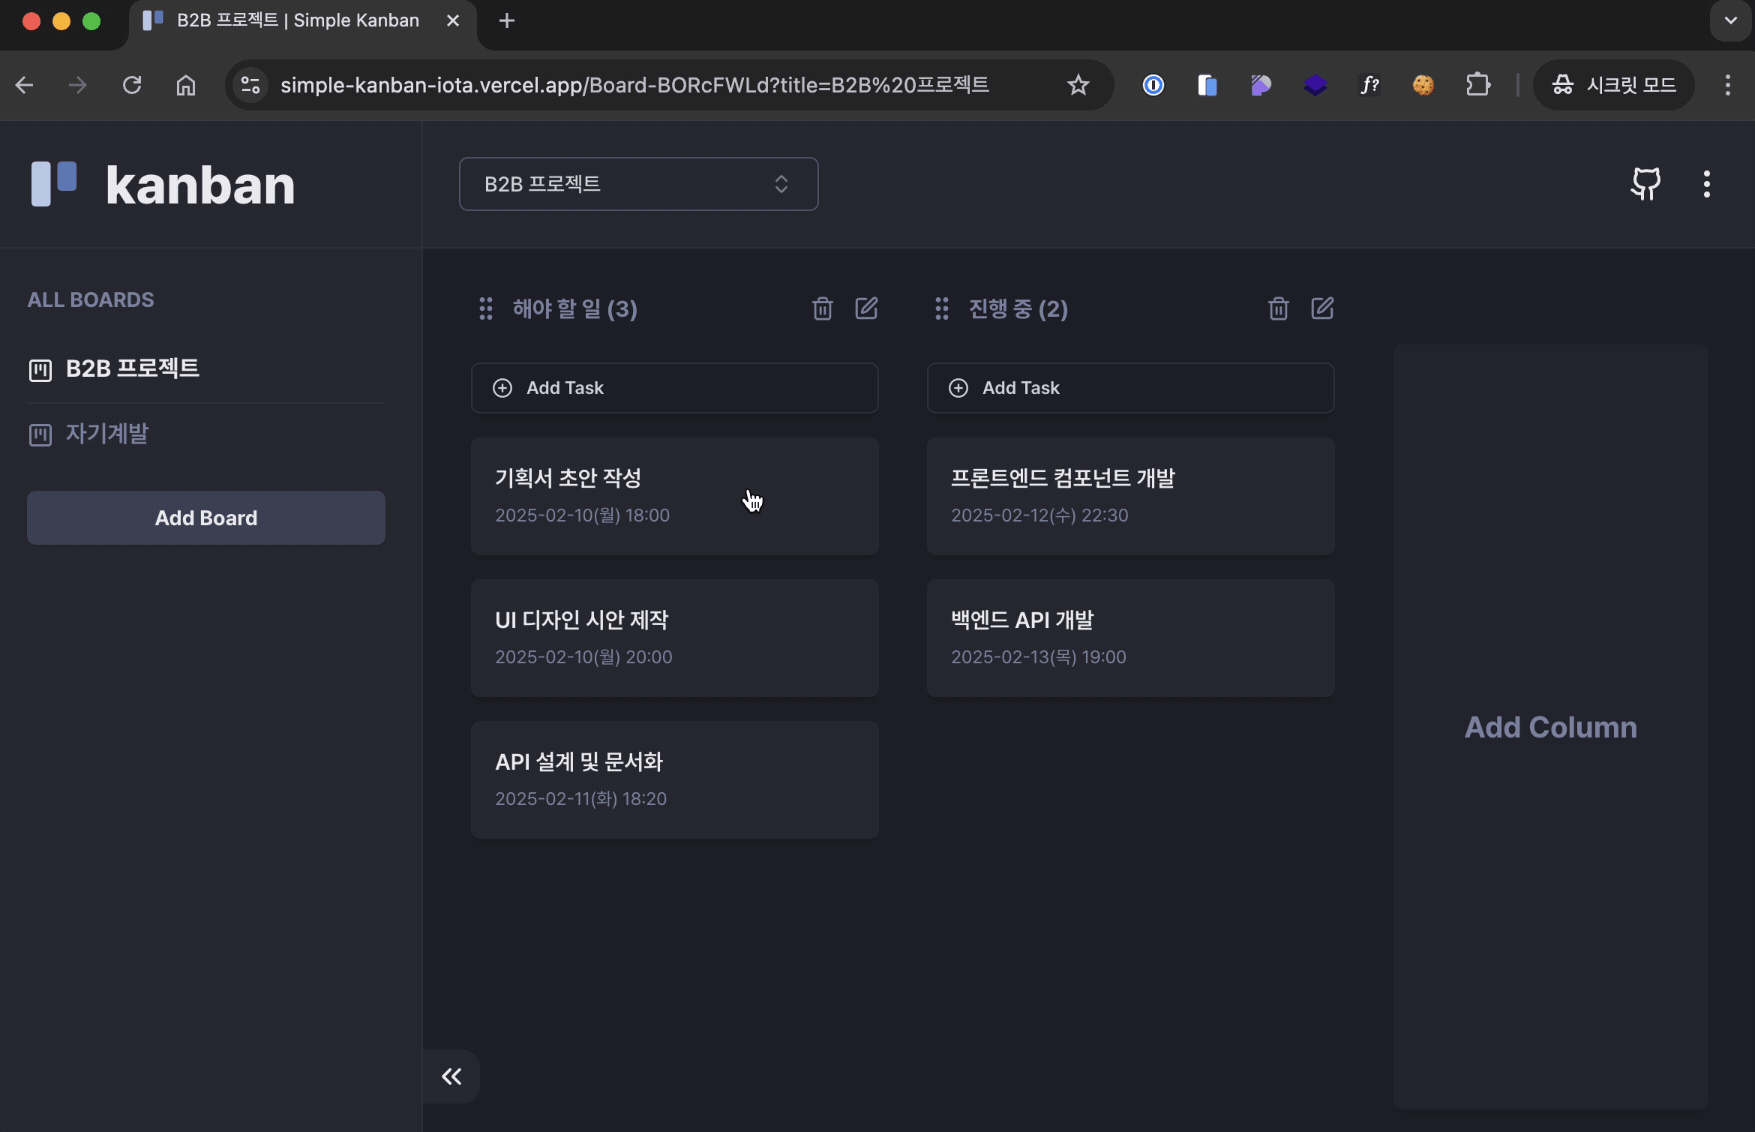 B2B 프로젝트 | Simple Kanban
simple-kanban-iota.vercel.app/Board-BORcFWLd?title=B2B%20프로젝트
f?
시크릿 모드
kanban
B2B 프로젝트
ALL BOARDS
B2B 프로젝트
자기계발
Add Board
해야 할 일 (3)
Add Task
기획서 초안 작성
2025-02-10(월) 18:00
UI 디자인 시안 제작
2025-02-10(월) 20:00
API 설계 및 문서화
2025-02-11(화) 18:20
진행 중 (2)
Add Task
프론트엔드 컴포넌트 개발
2025-02-12(수) 22:30
백엔드 API 개발
2025-02-13(목) 19:00
Add Column